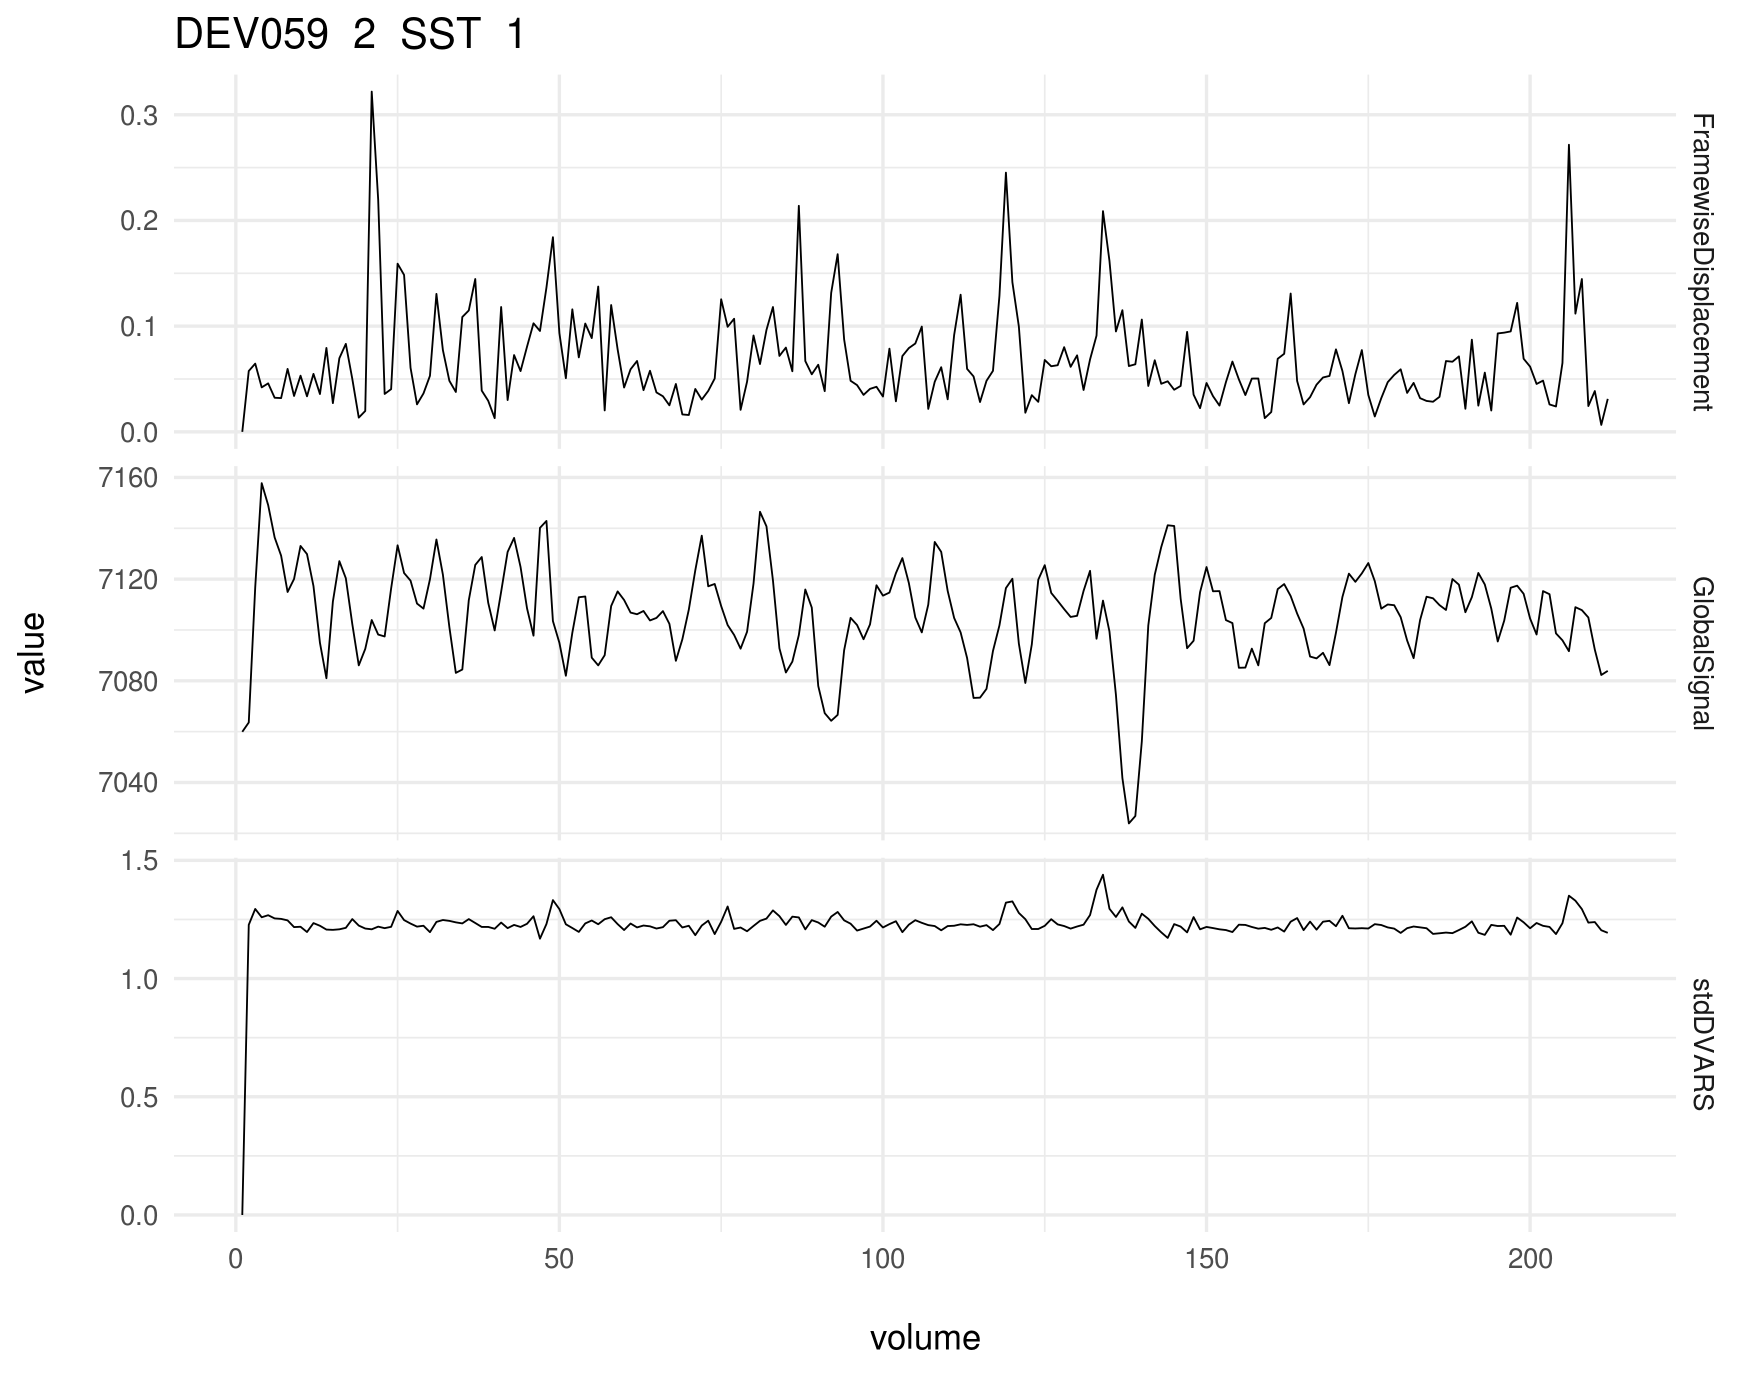 DEV059 2 SST 1
0.3
0.2
0.1
0.0
FramewiseDisplacement
7160
7120
7080
7040
GlobalSignal
1.5
1.0
0.5
0.0
stdDVARS
value
0 50 100 150 200
volume